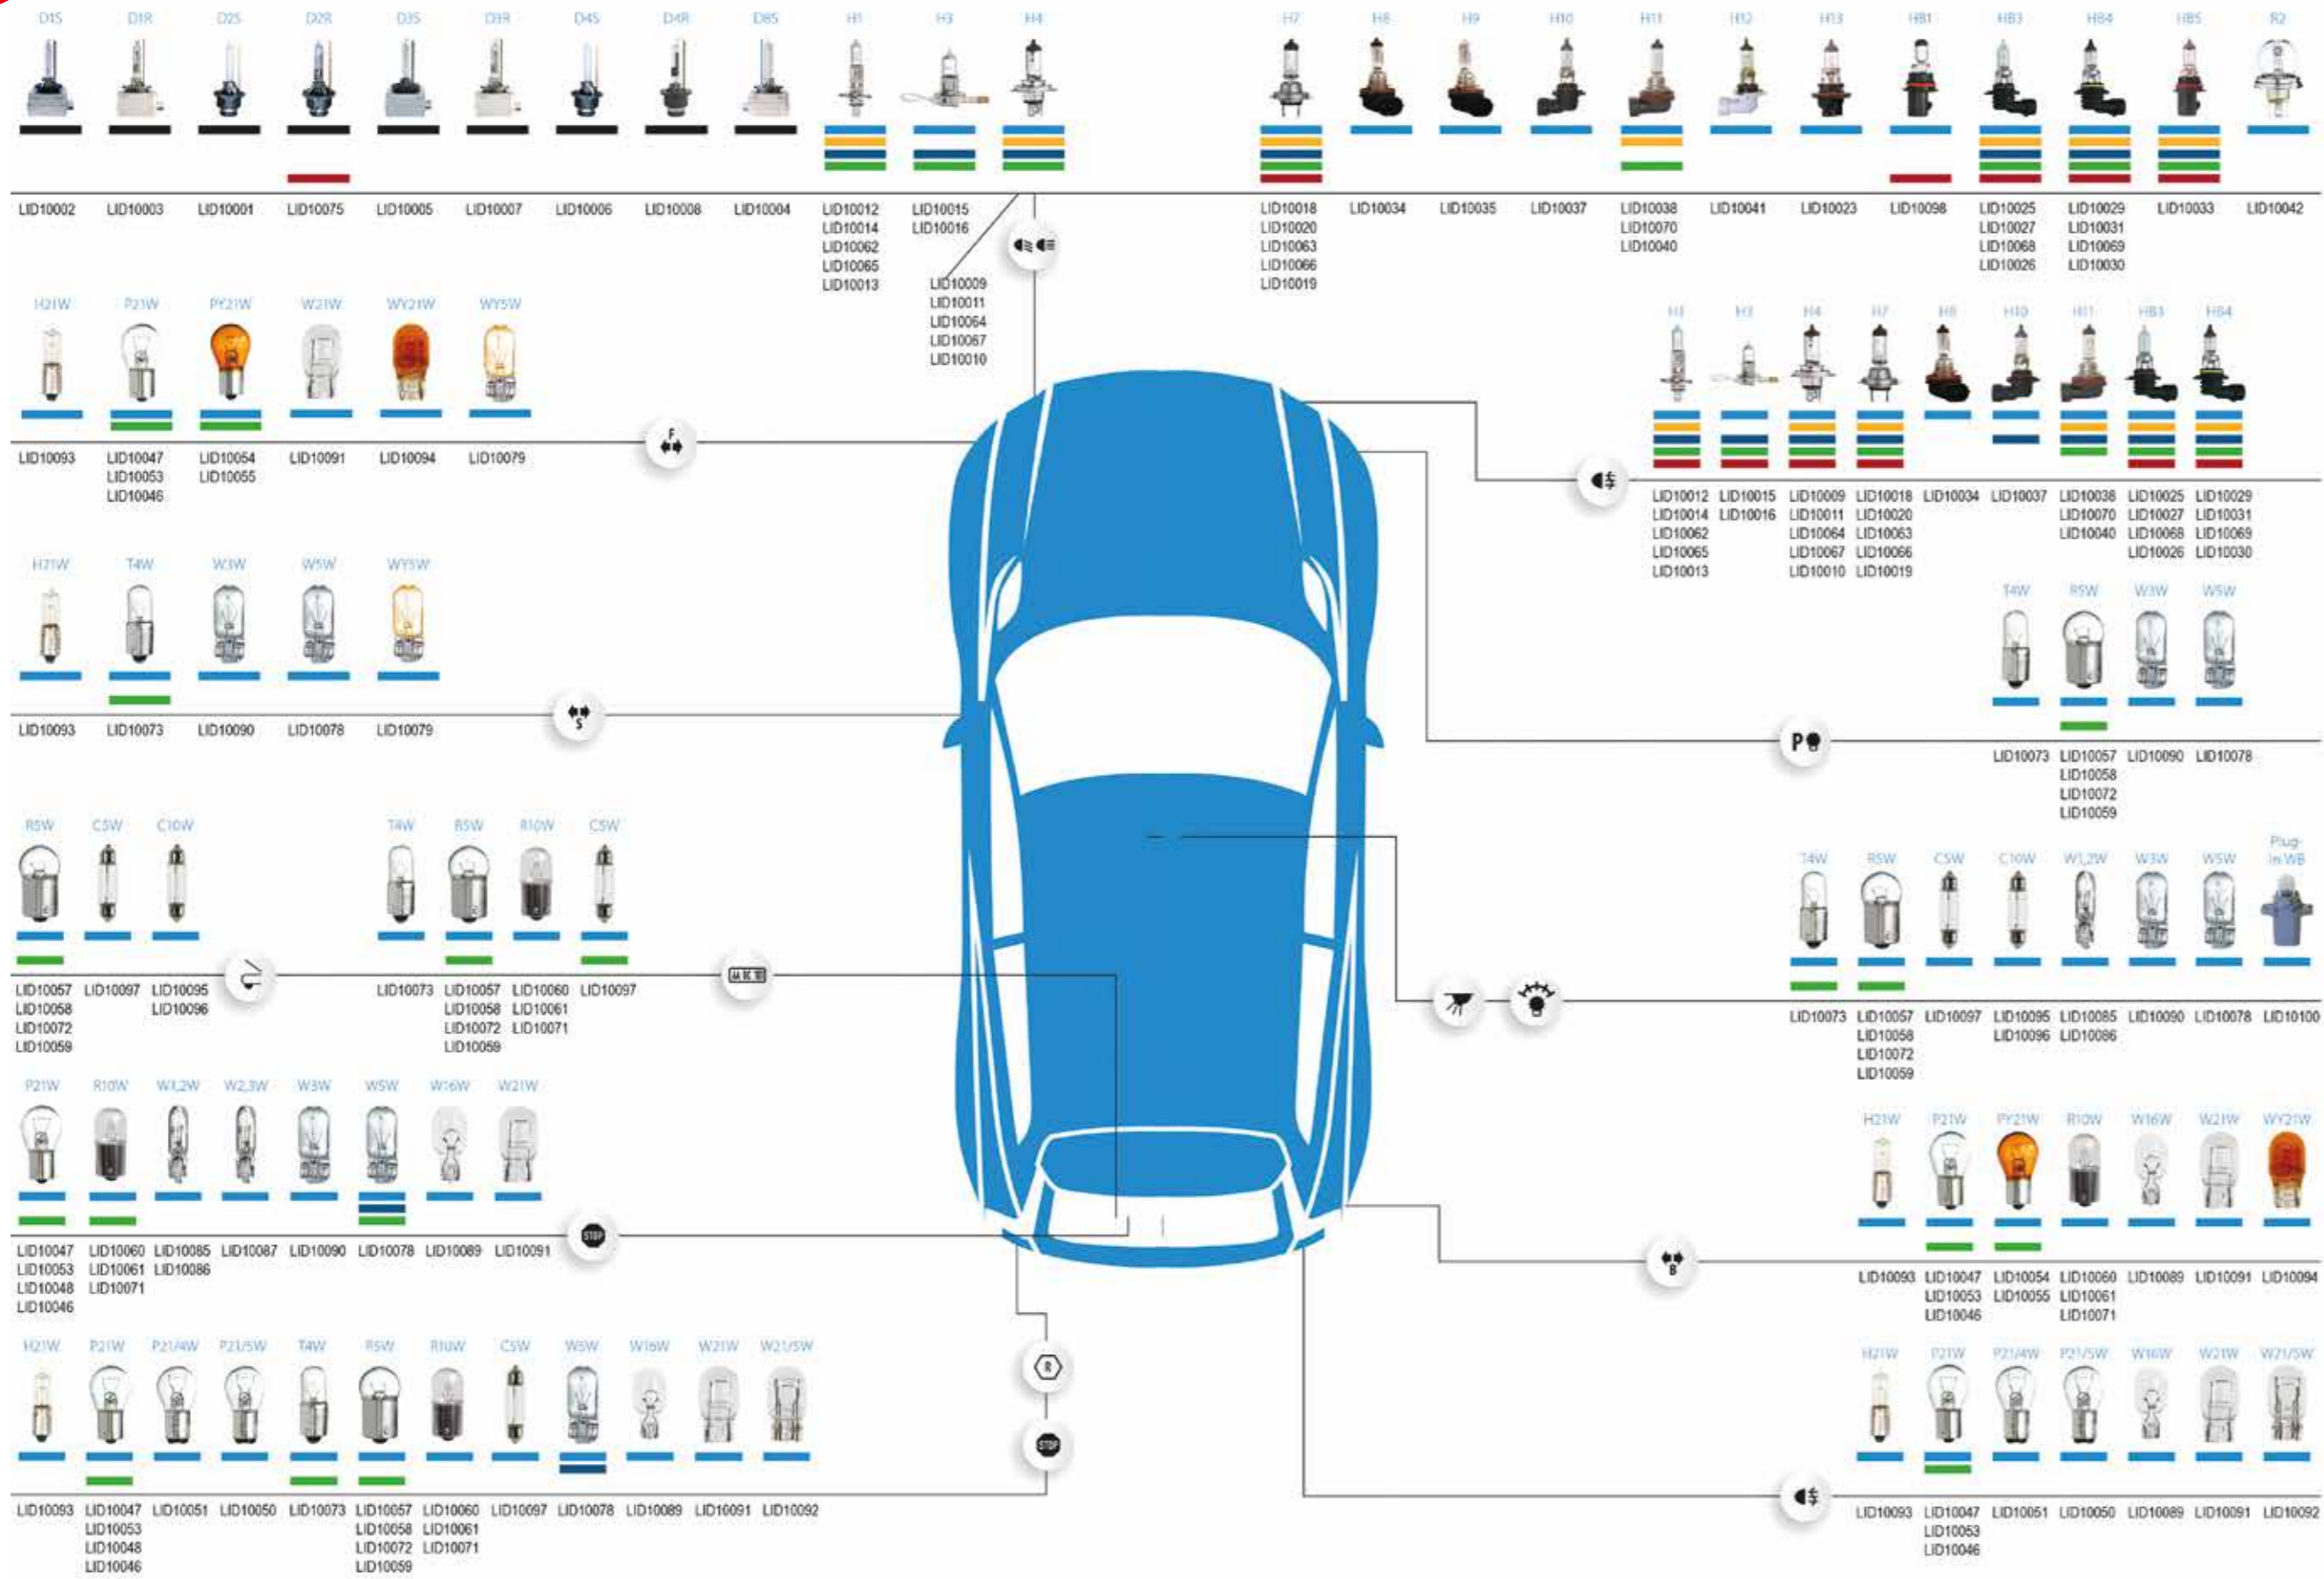 D1S D1R D2S D2R D3S D3R D4S D4R D8S H1 H3 H4 H7 H8 H9 H10 H11 H12 H13 HB1 HB3 HB4 HB5 R2
LID10002 LID10003 LID10001 LID10075 LID10005 LID10007 LID10006 LID10008 LID10004 LID10012 LID10015 LID10018 LID10034 LID10035 LID10037 LID10038 LID10041 LID10023 LID10098 LID10025 LID10029 LID10033 LID10042
LID10014 LID10016 LID10020 LID10070 LID10027 LID10031
LID10062 LID10063 LID10040 LID10068 LID10069
LID10065 LID10066 LID10026 LID10030
LID10013 LID10019
LID10009
LID10011
LID10064
LID10067
LID10010
H21W P21W PY21W W21W WY21W WY5W
F
LID10093 LID10047 LID10054 LID10091 LID10094 LID10079
LID10053 LID10055
LID10046
H1 H3 H4 H7 H8 H10 H11 HB3 HB4
LID10012 LID10015 LID10009 LID10018 LID10034 LID10037 LID10038 LID10025 LID10029
LID10014 LID10016 LID10011 LID10020 LID10070 LID10027 LID10031
LID10062 LID10064 LID10063 LID10040 LID10068 LID10069
LID10065 LID10067 LID10066 LID10026 LID10030
LID10013 LID10010 LID10019
H21W T4W W3W W5W WY5W
S
LID10093 LID10073 LID10090 LID10078 LID10079
T4W R5W W3W W5W
P
LID10073 LID10057 LID10090 LID10078
LID10058
LID10072
LID10059
R5W C5W C10W
LID10057 LID10097 LID10095
LID10058 LID10096
LID10072
LID10059
T4W R5W R10W C5W
LID10073 LID10057 LID10060 LID10097
LID10058 LID10061
LID10072 LID10071
LID10059
T4W R5W C5W C10W W1,2W W3W W5W Plug-
in WB
LID10073 LID10057 LID10097 LID10095 LID10085 LID10090 LID10078 LID10100
LID10058 LID10096 LID10086
LID10072
LID10059
P21W R10W W1,2W W2,3W W3W W5W W16W W21W
STOP
LID10047 LID10060 LID10085 LID10087 LID10090 LID10078 LID10089 LID10091
LID10053 LID10061 LID10086
LID10048 LID10071
LID10046
H21W P21W PY21W R10W W16W W21W WY21W
B
LID10093 LID10047 LID10054 LID10060 LID10089 LID10091 LID10094
LID10053 LID10055 LID10061
LID10046 LID10071
H21W P21W P21/4W P21/5W T4W R5W R10W C5W W5W W16W W21W W21/5W
R
STOP
LID10093 LID10047 LID10051 LID10050 LID10073 LID10057 LID10060 LID10097 LID10078 LID10089 LID10091 LID10092
LID10053 LID10058 LID10061
LID10048 LID10072 LID10071
LID10046 LID10059
H21W P21W P21/4W P21/5W W16W W21W W21/5W
LID10093 LID10047 LID10051 LID10050 LID10089 LID10091 LID10092
LID10053
LID10046